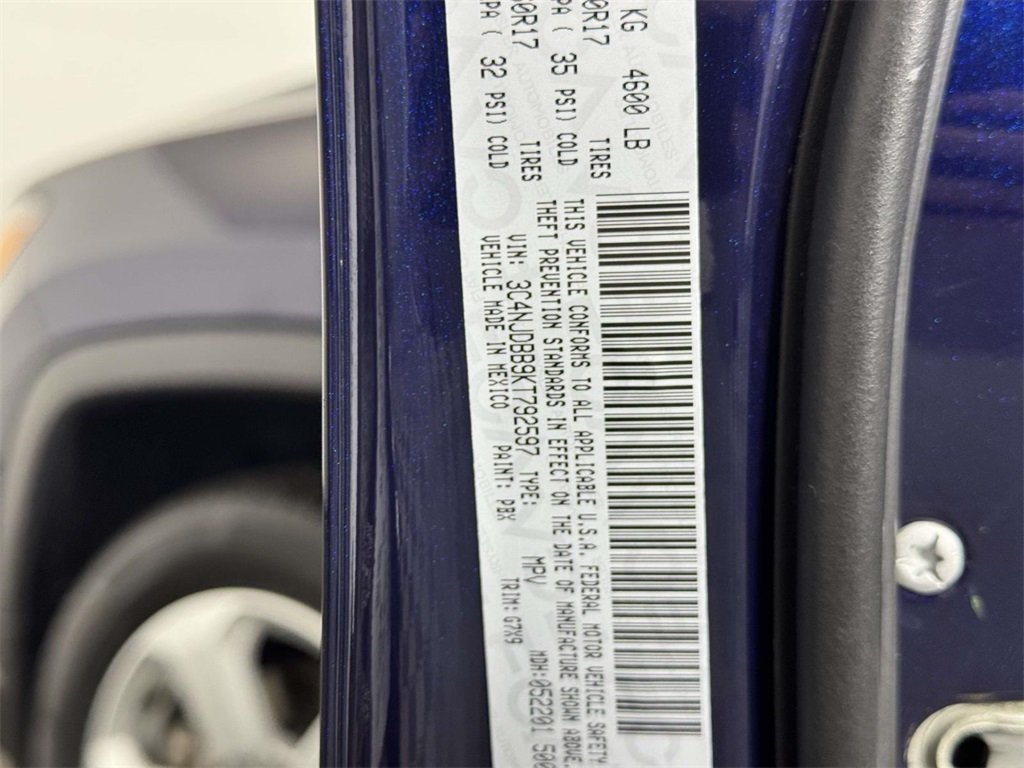 KG 4600 LB
0R17 TIRES
PA ( 35 PSI) COLD
60R17 TIRES
PA ( 32 PSI) COLD
THIS VEHICLE CONFORMS TO ALL APPLICABLE U.S.A. FEDERAL MOTOR VEHICLE SAFETY
THEFT PREVENTION STANDARDS IN EFFECT ON THE DATE OF MANUFACTURE SHOWN ABOVE.
VIN: 3C4NJDBB9KT792597 TYPE: MPV MDH:052201 500
VEHICLE MADE IN MEXICO PAINT: PBX TRIM: G7X9